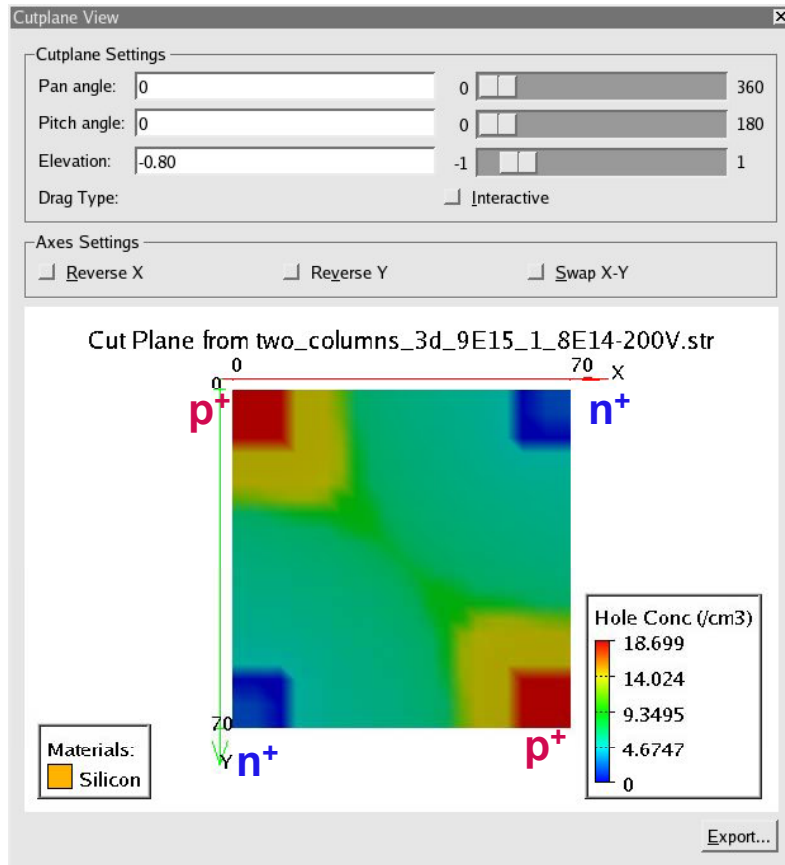 Cutplane View
Cutplane Settings
Pan angle: 0 0 360
Pitch angle: 0 0 180
Elevation: -0.80 -1 1
Drag Type: Interactive
Axes Settings
Reverse X Reverse Y Swap X-Y
Cut Plane from two_columns_3d_9E15_1_8E14-200V.str
0 70 X
0
p+ n+
Hole Conc (/cm3)
18.699
14.024
9.3495
4.6747
0
70
Y n+ p+
Materials:
Silicon
Export...